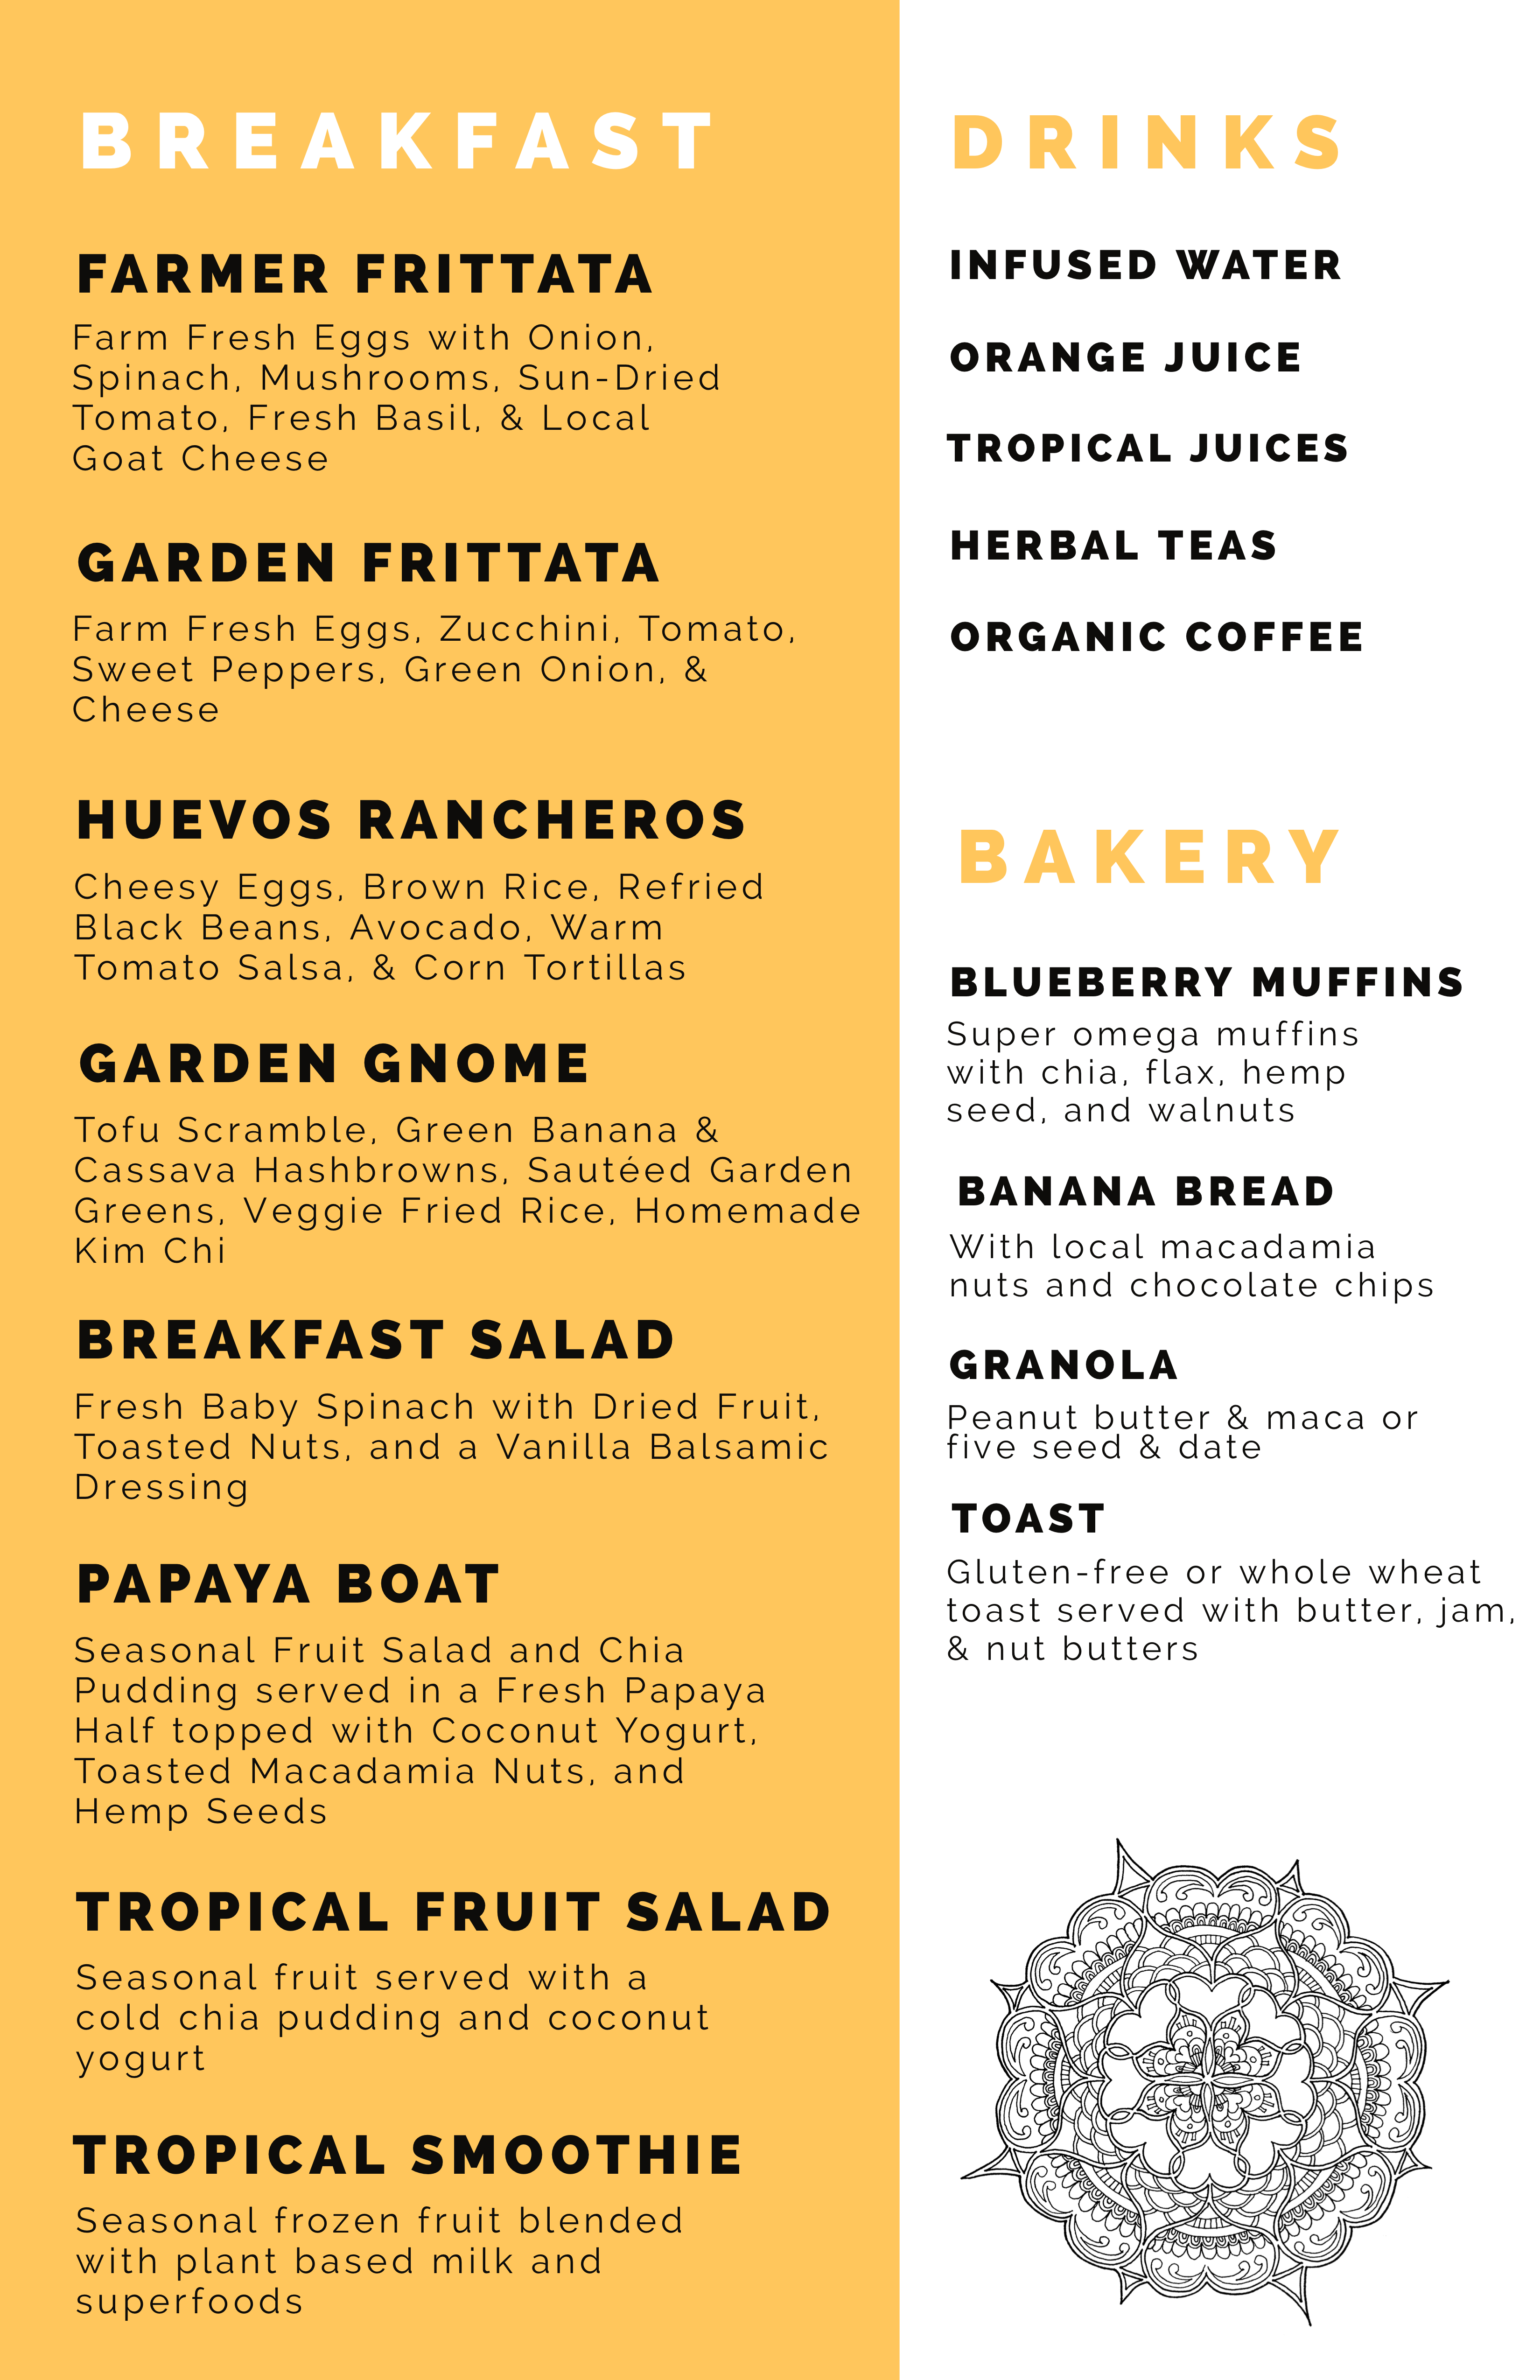 BREAKFAST
FARMER FRITTATA
Farm Fresh Eggs with Onion,
Spinach, Mushrooms, Sun-Dried
Tomato, Fresh Basil, & Local
Goat Cheese
GARDEN FRITTATA
Farm Fresh Eggs, Zucchini, Tomato,
Sweet Peppers, Green Onion, &
Cheese
HUEVOS RANCHEROS
Cheesy Eggs, Brown Rice, Refried
Black Beans, Avocado, Warm
Tomato Salsa, & Corn Tortillas
GARDEN GNOME
Tofu Scramble, Green Banana &
Cassava Hashbrowns, Sautéed Garden
Greens, Veggie Fried Rice, Homemade
Kim Chi
BREAKFAST SALAD
Fresh Baby Spinach with Dried Fruit,
Toasted Nuts, and a Vanilla Balsamic
Dressing
PAPAYA BOAT
Seasonal Fruit Salad and Chia
Pudding served in a Fresh Papaya
Half topped with Coconut Yogurt,
Toasted Macadamia Nuts, and
Hemp Seeds
TROPICAL FRUIT SALAD
Seasonal fruit served with a
cold chia pudding and coconut
yogurt
TROPICAL SMOOTHIE
Seasonal frozen fruit blended
with plant based milk and
superfoods
DRINKS
INFUSED WATER
ORANGE JUICE
TROPICAL JUICES
HERBAL TEAS
ORGANIC COFFEE
BAKERY
BLUEBERRY MUFFINS
Super omega muffins
with chia, flax, hemp
seed, and walnuts
BANANA BREAD
With local macadamia
nuts and chocolate chips
GRANOLA
Peanut butter & maca or
five seed & date
TOAST
Gluten-free or whole wheat
toast served with butter, jam,
& nut butters